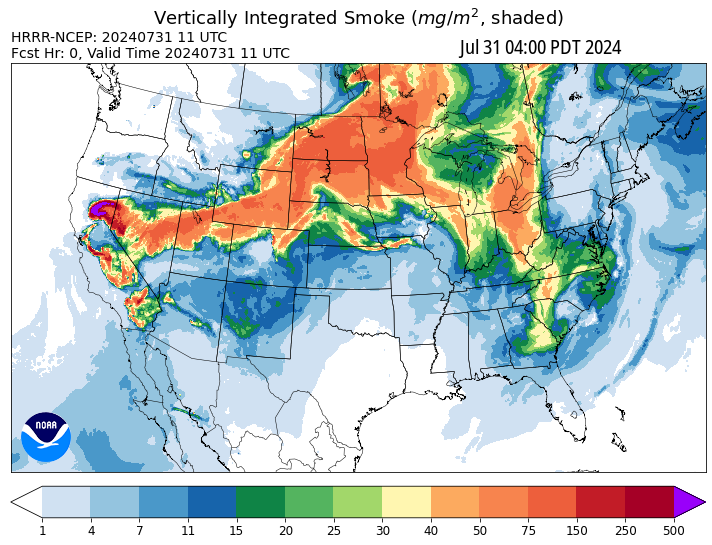 Vertically Integrated Smoke (mg/m², shaded)
HRRR-NCEP: 20240731 11 UTC
Fcst Hr: 0, Valid Time 20240731 11 UTC
Jul 31 04:00 PDT 2024
NOAA
1 4 7 11 15 20 25 30 40 50 75 150 250 500